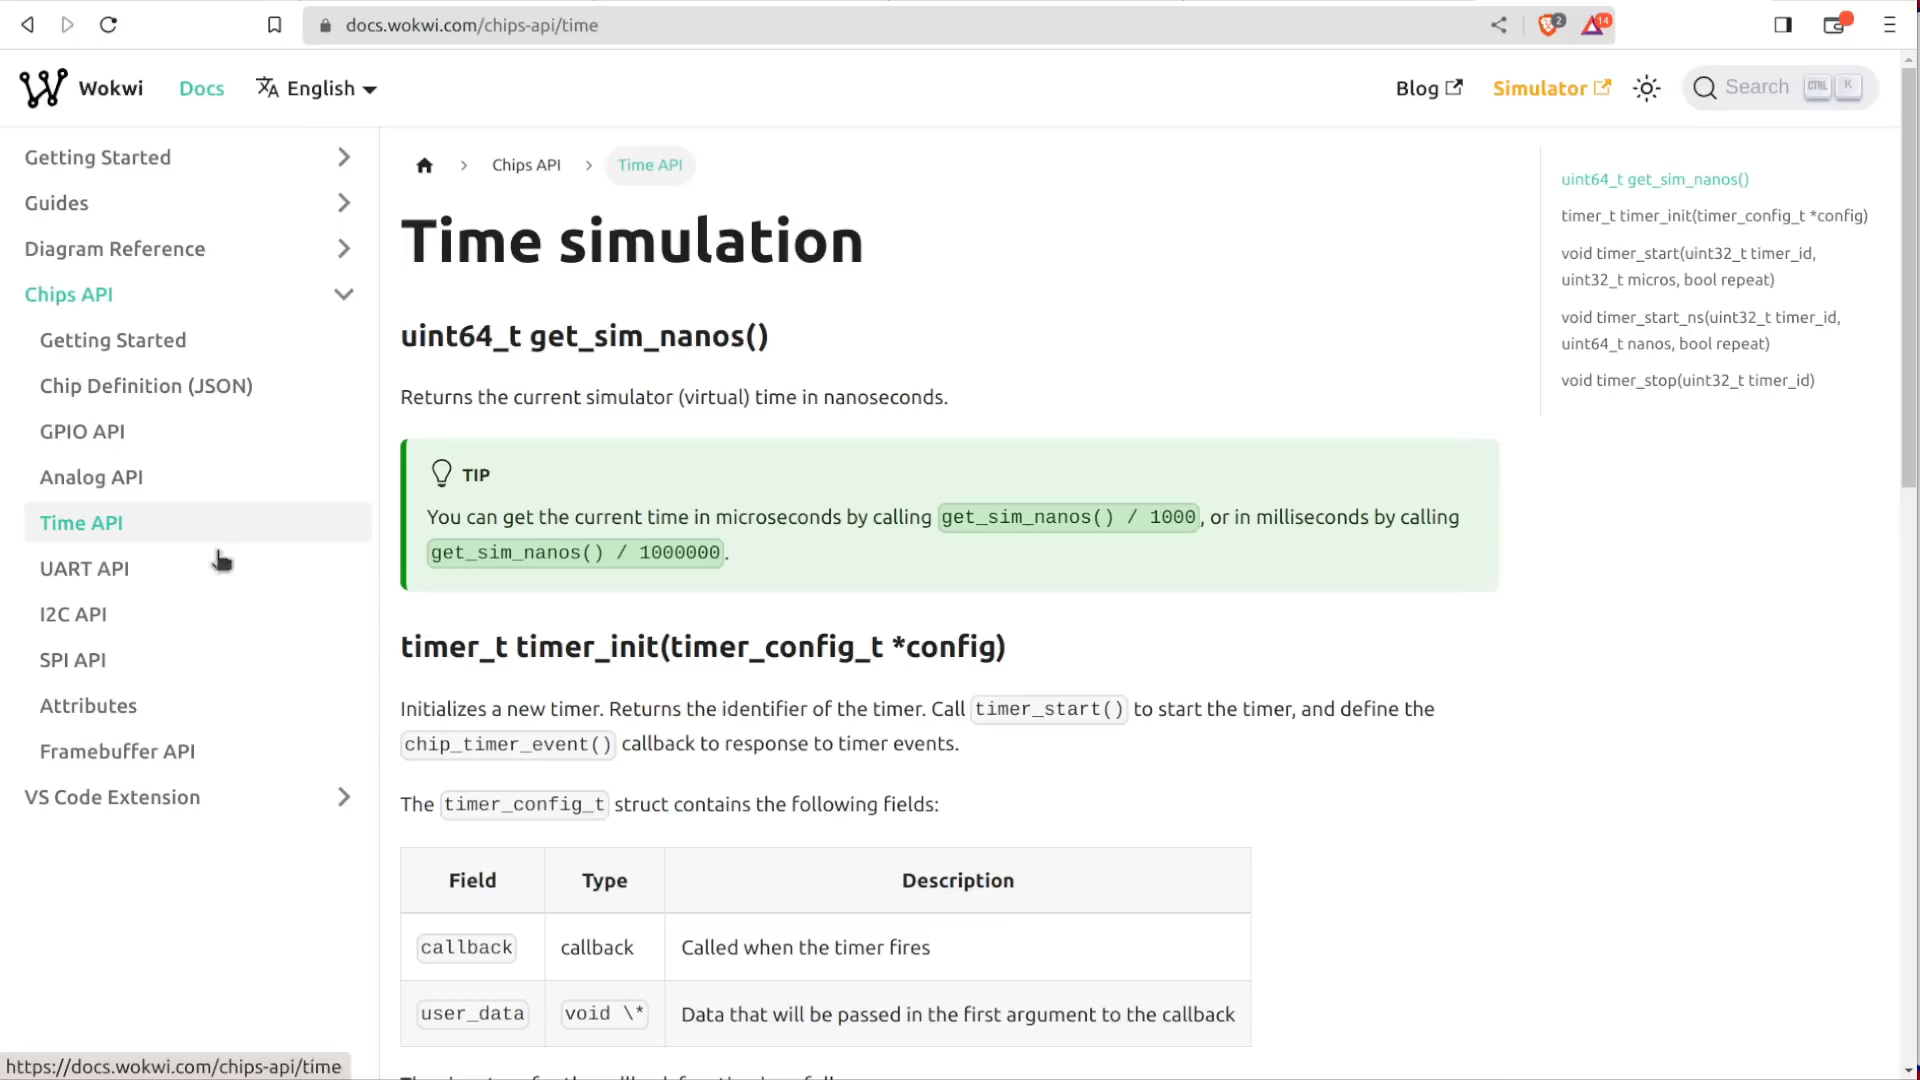 docs.wokwi.com/chips-api/time
2
14
Wokwi
Docs
English
Blog
Simulator
Search
CTRL
K
Getting Started
Guides
Diagram Reference
Chips API
Getting Started
Chip Definition (JSON)
GPIO API
Analog API
Time API
UART API
I2C API
SPI API
Attributes
Framebuffer API
VS Code Extension
Chips API
Time API
Time simulation
uint64_t get_sim_nanos()
Returns the current simulator (virtual) time in nanoseconds.
TIP
You can get the current time in microseconds by calling get_sim_nanos() / 1000, or in milliseconds by calling
get_sim_nanos() / 1000000.
timer_t timer_init(timer_config_t *config)
Initializes a new timer. Returns the identifier of the timer. Call timer_start() to start the timer, and define the
chip_timer_event() callback to response to timer events.
The timer_config_t struct contains the following fields:
Field Type Description
callback callback Called when the timer fires
user_data void \* Data that will be passed in the first argument to the callback
uint64_t get_sim_nanos()
timer_t timer_init(timer_config_t *config)
void timer_start(uint32_t timer_id,
uint32_t micros, bool repeat)
void timer_start_ns(uint32_t timer_id,
uint64_t nanos, bool repeat)
void timer_stop(uint32_t timer_id)
https://docs.wokwi.com/chips-api/time